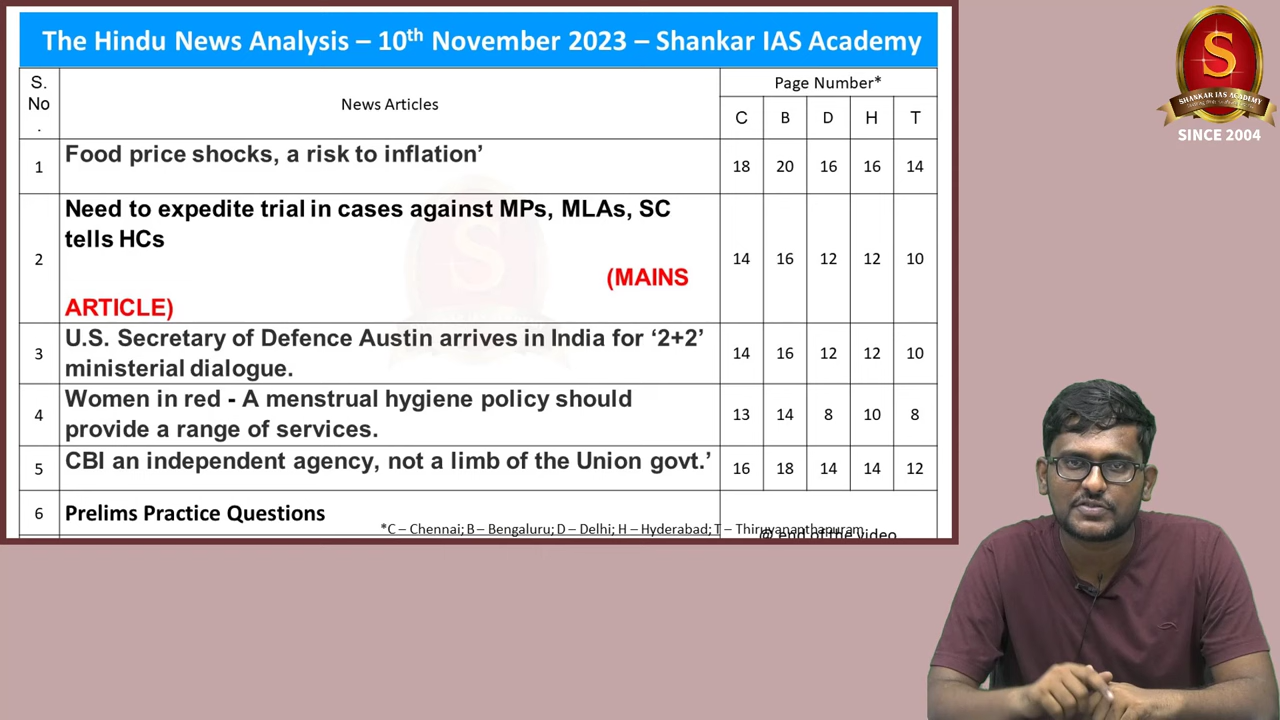 The Hindu News Analysis – 10th November 2023 – Shankar IAS Academy
S.
No
.
News Articles
Page Number*
C B D H T
1 Food price shocks, a risk to inflation’ 18 20 16 16 14
Need to expedite trial in cases against MPs, MLAs, SC
tells HCs
2 14 16 12 12 10
(MAINS
ARTICLE)
U.S. Secretary of Defence Austin arrives in India for ‘2+2’
3 14 16 12 12 10
ministerial dialogue.
Women in red - A menstrual hygiene policy should
4 13 14 8 10 8
provide a range of services.
5 CBI an independent agency, not a limb of the Union govt.’ 16 18 14 14 12
6 Prelims Practice Questions
*C – Chennai; B – Bengaluru; D – Delhi; H – Hyderabad; T – Thiruvananthapuram
@ end of the video
S
SHANKAR IAS ACADEMY
SINCE 2004